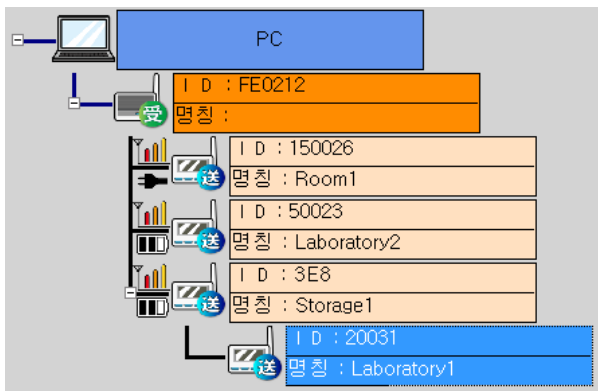 PC
ＩＤ：FE0212
受
명칭：
ＩＤ：150026
送
명칭：Room1
ＩＤ：50023
送
명칭：Laboratory2
ＩＤ：3E8
送
명칭：Storage1
ＩＤ：20031
送
명칭：Laboratory1